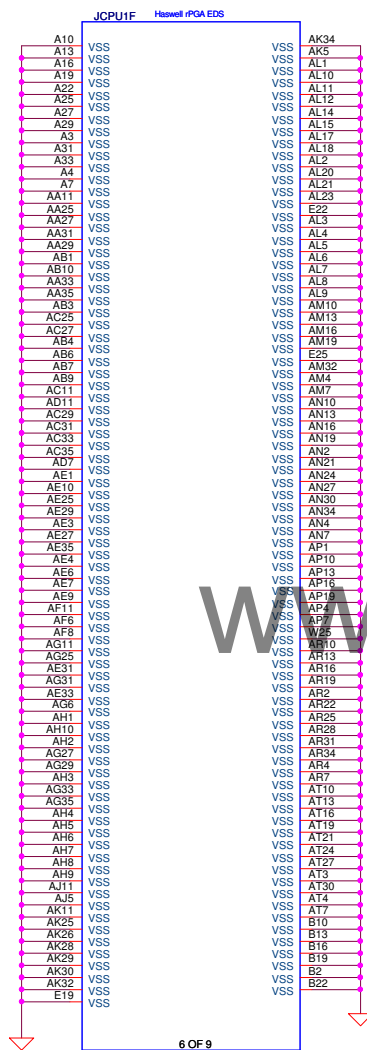 JCPU1F Haswell rPGA EDS
A10 VSS VSS AK34
A13 VSS VSS AK5
A16 VSS VSS AL1
A19 VSS VSS AL10
A22 VSS VSS AL11
A25 VSS VSS AL12
A27 VSS VSS AL14
A29 VSS VSS AL15
A3 VSS VSS AL17
A31 VSS VSS AL18
A33 VSS VSS AL2
A4 VSS VSS AL20
A7 VSS VSS AL21
AA11 VSS VSS AL23
AA25 VSS VSS E22
AA27 VSS VSS AL3
AA31 VSS VSS AL4
AA29 VSS VSS AL5
AB1 VSS VSS AL6
AB10 VSS VSS AL7
AA33 VSS VSS AL8
AA35 VSS VSS AL9
AB3 VSS VSS AM10
AC25 VSS VSS AM13
AC27 VSS VSS AM16
AB4 VSS VSS AM19
AB6 VSS VSS E25
AB7 VSS VSS AM32
AB9 VSS VSS AM4
AC11 VSS VSS AM7
AD11 VSS VSS AN10
AC29 VSS VSS AN13
AC31 VSS VSS AN16
AC33 VSS VSS AN19
AC35 VSS VSS AN2
AD7 VSS VSS AN21
AE1 VSS VSS AN24
AE10 VSS VSS AN27
AE25 VSS VSS AN30
AE29 VSS VSS AN34
AE3 VSS VSS AN4
AE27 VSS VSS AN7
AE35 VSS VSS AP1
AE4 VSS VSS AP10
AE6 VSS VSS AP13
AE7 VSS VSS AP16
AE9 VSS VSS AP19
AF11 VSS VSS AP4
AF6 VSS VSS AP7
AF8 VSS VSS W25
AG11 VSS VSS AR10
AG25 VSS VSS AR13
AE31 VSS VSS AR16
AG31 VSS VSS AR19
AE33 VSS VSS AR2
AG6 VSS VSS AR22
AH1 VSS VSS AR25
AH10 VSS VSS AR28
AH2 VSS VSS AR31
AG27 VSS VSS AR34
AG29 VSS VSS AR4
AH3 VSS VSS AR7
AG33 VSS VSS AT10
AG35 VSS VSS AT13
AH4 VSS VSS AT16
AH5 VSS VSS AT19
AH6 VSS VSS AT21
AH7 VSS VSS AT24
AH8 VSS VSS AT27
AH9 VSS VSS AT3
AJ11 VSS VSS AT30
AJ5 VSS VSS AT4
AK11 VSS VSS AT7
AK25 VSS VSS B10
AK26 VSS VSS B13
AK28 VSS VSS B16
AK29 VSS VSS B19
AK30 VSS VSS B2
AK32 VSS VSS B22
E19 VSS
6 OF 9